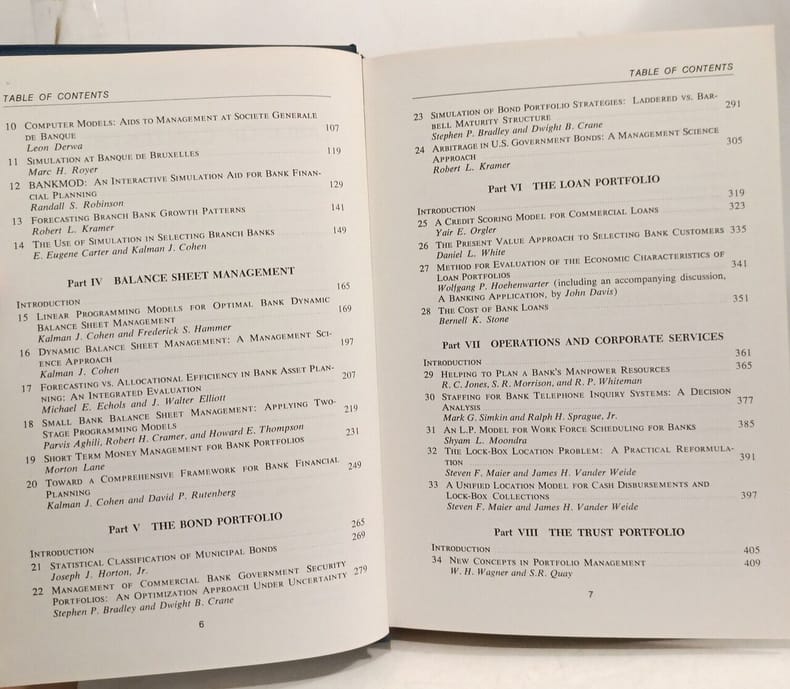 TABLE OF CONTENTS
10 COMPUTER MODELS: AIDS TO MANAGEMENT AT SOCIETE GENERALE
DE BANQUE 107
Leon Derwa
11 SIMULATION AT BANQUE DE BRUXELLES 119
Marc H. Royer
12 BANKMOD: AN INTERACTIVE SIMULATION AID FOR BANK FINAN-
CIAL PLANNING 129
Randall S. Robinson
13 FORECASTING BRANCH BANK GROWTH PATTERNS 141
Robert L. Kramer
14 THE USE OF SIMULATION IN SELECTING BRANCH BANKS 149
E. Eugene Carter and Kalman J. Cohen
Part IV BALANCE SHEET MANAGEMENT
INTRODUCTION 165
15 LINEAR PROGRAMMING MODELS FOR OPTIMAL BANK DYNAMIC
BALANCE SHEET MANAGEMENT 169
Kalman J. Cohen and Frederick S. Hammer
16 DYNAMIC BALANCE SHEET MANAGEMENT: A MANAGEMENT SCI-
ENCE APPROACH 197
Kalman J. Cohen
17 FORECASTING VS. ALLOCATIONAL EFFICIENCY IN BANK ASSET PLAN-
NING: AN INTEGRATED EVALUATION 207
Michael E. Echols and J. Walter Elliott
18 SMALL BANK BALANCE SHEET MANAGEMENT: APPLYING TWO-
STAGE PROGRAMMING MODELS 219
Parvis Aghili, Robert H. Cramer, and Howard E. Thompson
19 SHORT TERM MONEY MANAGEMENT FOR BANK PORTFOLIOS 231
Morton Lane
20 TOWARD A COMPREHENSIVE FRAMEWORK FOR BANK FINANCIAL
PLANNING 249
Kalman J. Cohen and David P. Rutenberg
Part V THE BOND PORTFOLIO
INTRODUCTION 265
21 STATISTICAL CLASSIFICATION OF MUNICIPAL BONDS 269
Joseph J. Horton, Jr.
22 MANAGEMENT OF COMMERCIAL BANK GOVERNMENT SECURITY
PORTFOLIOS: AN OPTIMIZATION APPROACH UNDER UNCERTAINTY 279
Stephen P. Bradley and Dwight B. Crane
6
TABLE OF CONTENTS
23 SIMULATION OF BOND PORTFOLIO STRATEGIES: LADDERED VS. BAR-
BELL MATURITY STRUCTURE 291
Stephen P. Bradley and Dwight B. Crane
24 ARBITRAGE IN U.S. GOVERNMENT BONDS: A MANAGEMENT SCIENCE
APPROACH 305
Robert L. Kramer
Part VI THE LOAN PORTFOLIO
INTRODUCTION 319
25 A CREDIT SCORING MODEL FOR COMMERCIAL LOANS 323
Yair E. Orgler
26 THE PRESENT VALUE APPROACH TO SELECTING BANK CUSTOMERS 335
Daniel L. White
27 METHOD FOR EVALUATION OF THE ECONOMIC CHARACTERISTICS OF
LOAN PORTFOLIOS 341
Wolfgang P. Hoehenwarter (including an accompanying discussion,
A BANKING APPLICATION, by John Davis)
28 THE COST OF BANK LOANS 351
Bernell K. Stone
Part VII OPERATIONS AND CORPORATE SERVICES
INTRODUCTION 361
29 HELPING TO PLAN A BANK'S MANPOWER RESOURCES 365
R. C. Jones, S. R. Morrison, and R. P. Whiteman
30 STAFFING FOR BANK TELEPHONE INQUIRY SYSTEMS: A DECISION
ANALYSIS 377
Mark G. Simkin and Ralph H. Sprague, Jr.
31 AN L.P. MODEL FOR WORK FORCE SCHEDULING FOR BANKS 385
Shyam L. Moondra
32 THE LOCK-BOX LOCATION PROBLEM: A PRACTICAL REFORMULA-
TION 391
Steven F. Maier and James H. Vander Weide
33 A UNIFIED LOCATION MODEL FOR CASH DISBURSEMENTS AND
LOCK-BOX COLLECTIONS 397
Steven F. Maier and James H. Vander Weide
Part VIII THE TRUST PORTFOLIO
INTRODUCTION 405
34 NEW CONCEPTS IN PORTFOLIO MANAGEMENT 409
W. H. Wagner and S.R. Quay
7